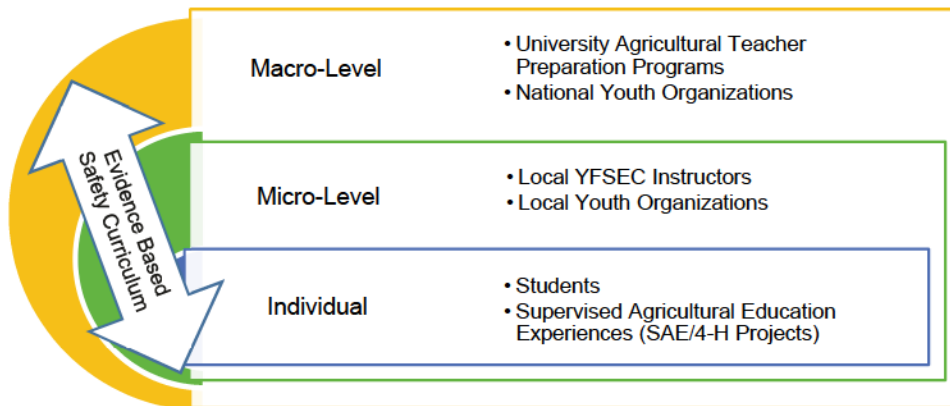 Macro-Level
• University Agricultural Teacher
Preparation Programs
• National Youth Organizations
Evidence Based
Safety Curriculum
Micro-Level
• Local YFSEC Instructors
• Local Youth Organizations
Individual
• Students
• Supervised Agricultural Education
Experiences (SAE/4-H Projects)